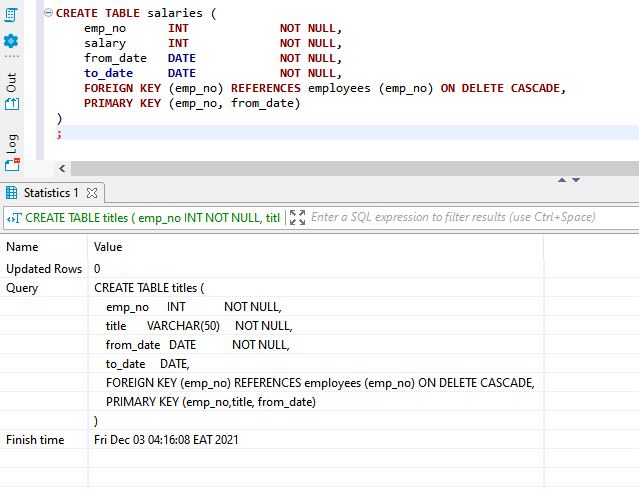 CREATE TABLE salaries (
emp_no INT NOT NULL,
salary INT NOT NULL,
from_date DATE NOT NULL,
to_date DATE NOT NULL,
FOREIGN KEY (emp_no) REFERENCES employees (emp_no) ON DELETE CASCADE,
PRIMARY KEY (emp_no, from_date)
)
;
Out
Log
Statistics 1
CREATE TABLE titles ( emp_no INT NOT NULL, titl
Enter a SQL expression to filter results (use Ctrl+Space)
Name Value
Updated Rows 0
Query CREATE TABLE titles (
emp_no INT NOT NULL,
title VARCHAR(50) NOT NULL,
from_date DATE NOT NULL,
to_date DATE,
FOREIGN KEY (emp_no) REFERENCES employees (emp_no) ON DELETE CASCADE,
PRIMARY KEY (emp_no,title, from_date)
)
Finish time Fri Dec 03 04:16:08 EAT 2021